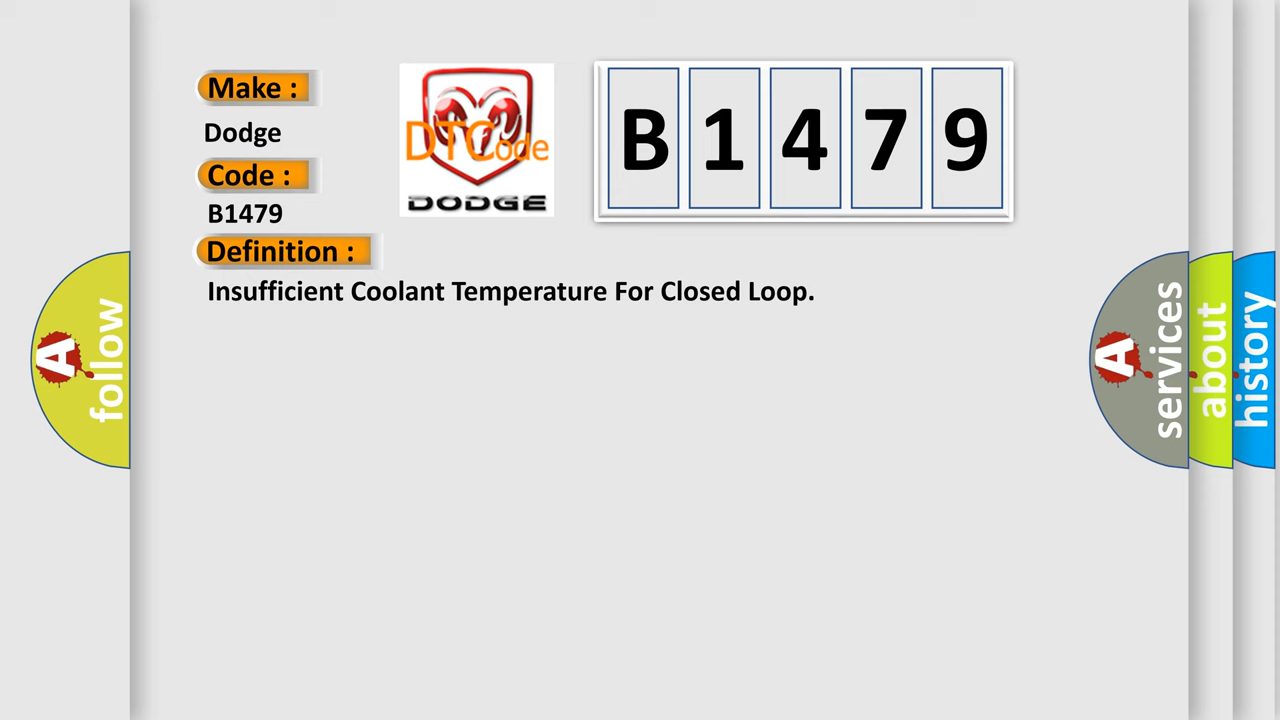 Make :
Dodge
Code :
B1479
Definition :
Insufficient Coolant Temperature For Closed Loop.
DTCode
DODGE
B 1 4 7 9
A follow
A services
about
history